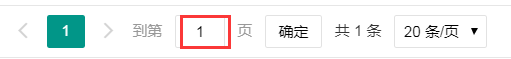 1 到第 1 页 确定 共 1 条 20 条/页